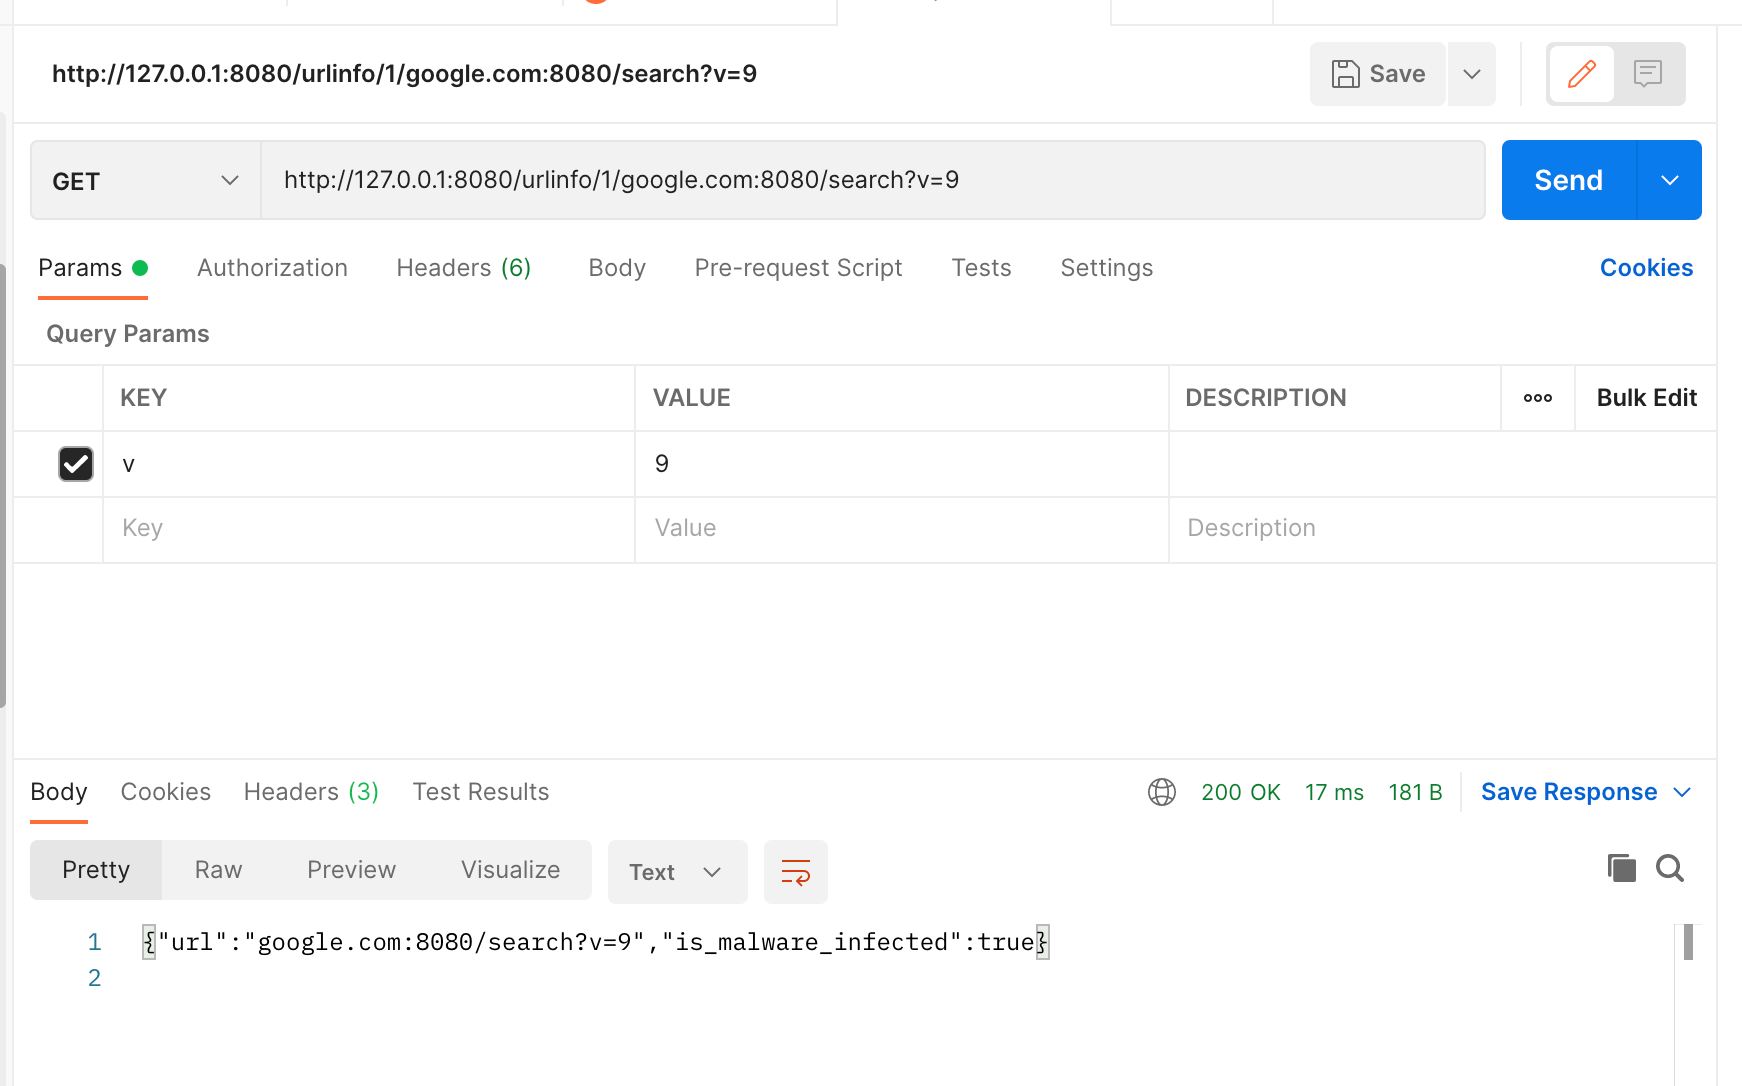 http://127.0.0.1:8080/urlinfo/1/google.com:8080/search?v=9
Save
GET
http://127.0.0.1:8080/urlinfo/1/google.com:8080/search?v=9
Send
Params
Authorization
Headers (6)
Body
Pre-request Script
Tests
Settings
Cookies
Query Params
KEY
VALUE
DESCRIPTION
Bulk Edit
v
9
Key
Value
Description
Body
Cookies
Headers (3)
Test Results
200 OK
17 ms
181 B
Save Response
Pretty
Raw
Preview
Visualize
Text
1
{"url":"google.com:8080/search?v=9","is_malware_infected":true}
2